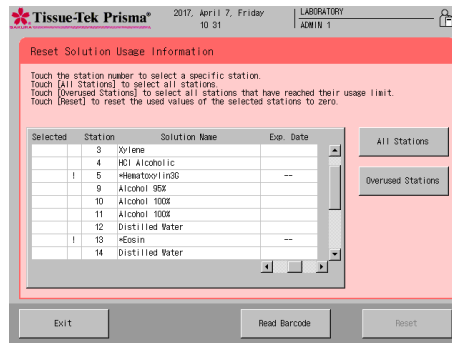 SAKURA Tissue-Tek Prisma®
2017, April 7, Friday
10 31
LABORATORY
ADMIN 1
Reset Solution Usage Information
Touch the station number to select a specific station.
Touch [All Stations] to select all stations.
Touch [Overused Stations] to select all stations that have reached their usage limit.
Touch [Reset] to reset the used values of the selected stations to zero.
Selected Station Solution Name Exp. Date
3 Xylene
4 HCl Alcoholic
! 5 *Hematoxylin3G --
9 Alcohol 95%
10 Alcohol 100%
11 Alcohol 100%
12 Distilled Water
! 13 *Eosin --
14 Distilled Water
All Stations
Overused Stations
Exit
Read Barcode
Reset